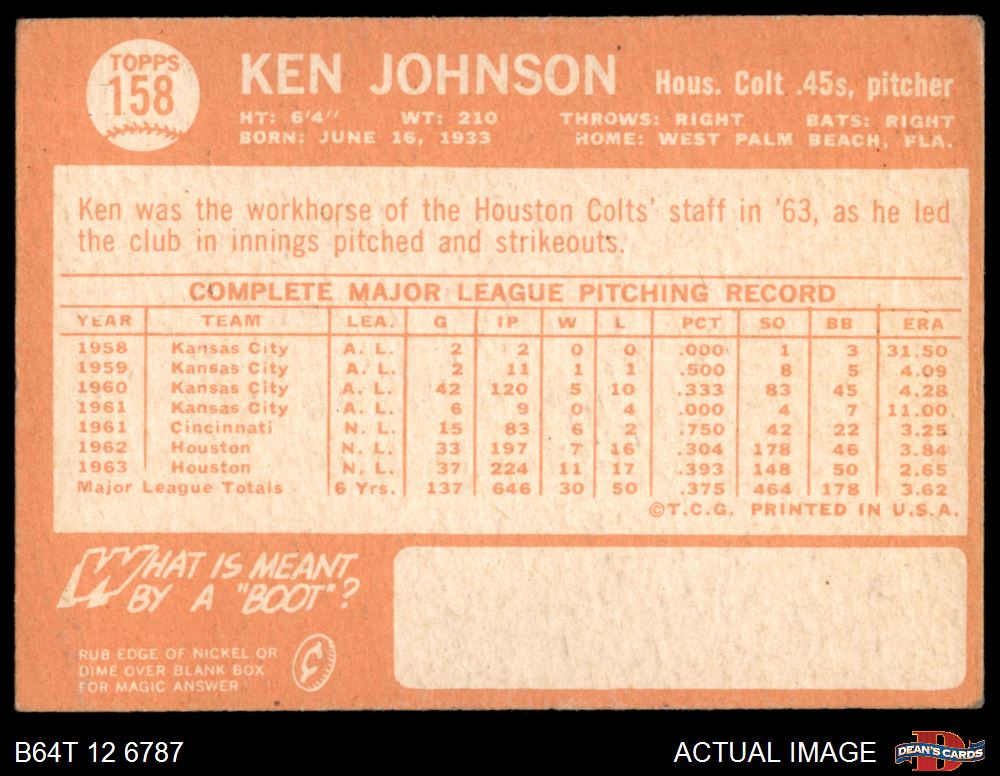 TOPPS
158
KEN JOHNSON Hous. Colt .45s, pitcher
HT: 6'4" WT: 210 THROWS: RIGHT BATS: RIGHT
BORN: JUNE 16, 1933 HOME: WEST PALM BEACH, FLA.
Ken was the workhorse of the Houston Colts' staff in '63, as he led
the club in innings pitched and strikeouts.
COMPLETE MAJOR LEAGUE PITCHING RECORD
YEAR TEAM LEA. G IP W L PCT SO BB ERA
1958 Kansas City A. L. 2 2 0 0 .000 1 3 31.50
1959 Kansas City A. L. 2 11 1 1 .500 8 5 4.09
1960 Kansas City A. L. 42 120 5 10 .333 83 45 4.28
1961 Kansas City A. L. 6 9 0 4 .000 4 7 11.00
1961 Cincinnati N. L. 15 83 6 2 .750 42 22 3.25
1962 Houston N. L. 33 197 7 16 .304 178 46 3.84
1963 Houston N. L. 37 224 11 17 .393 148 50 2.65
Major League Totals 6 Yrs. 137 646 30 50 .375 464 178 3.62
©T.C.G. PRINTED IN U.S.A.
WHAT IS MEANT
BY A "BOOT"?
RUB EDGE OF NICKEL OR
DIME OVER BLANK BOX
FOR MAGIC ANSWER
B64T 12 6787 ACTUAL IMAGE DEAN'S CARDS